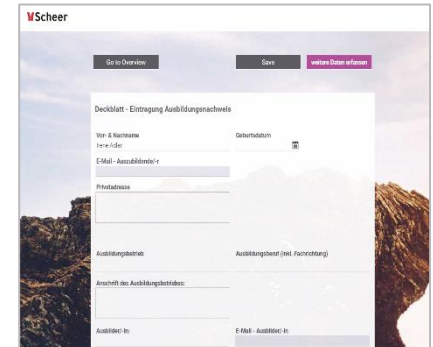 Scheer
Go to Overview Save weitere Daten erfassen
Deckblatt - Eintragung Ausbildungsnachweis
Vor- & Nachname Geburtsdatum
Irene Adler
E-Mail - Auszubildende/-r
Privatadresse
Ausbildungsbetrieb Ausbildungsberuf (inkl. Fachrichtung)
Anschrift des Ausbildungsbetriebes:
Ausbilder/-in: E-Mail - Ausbilder/-in